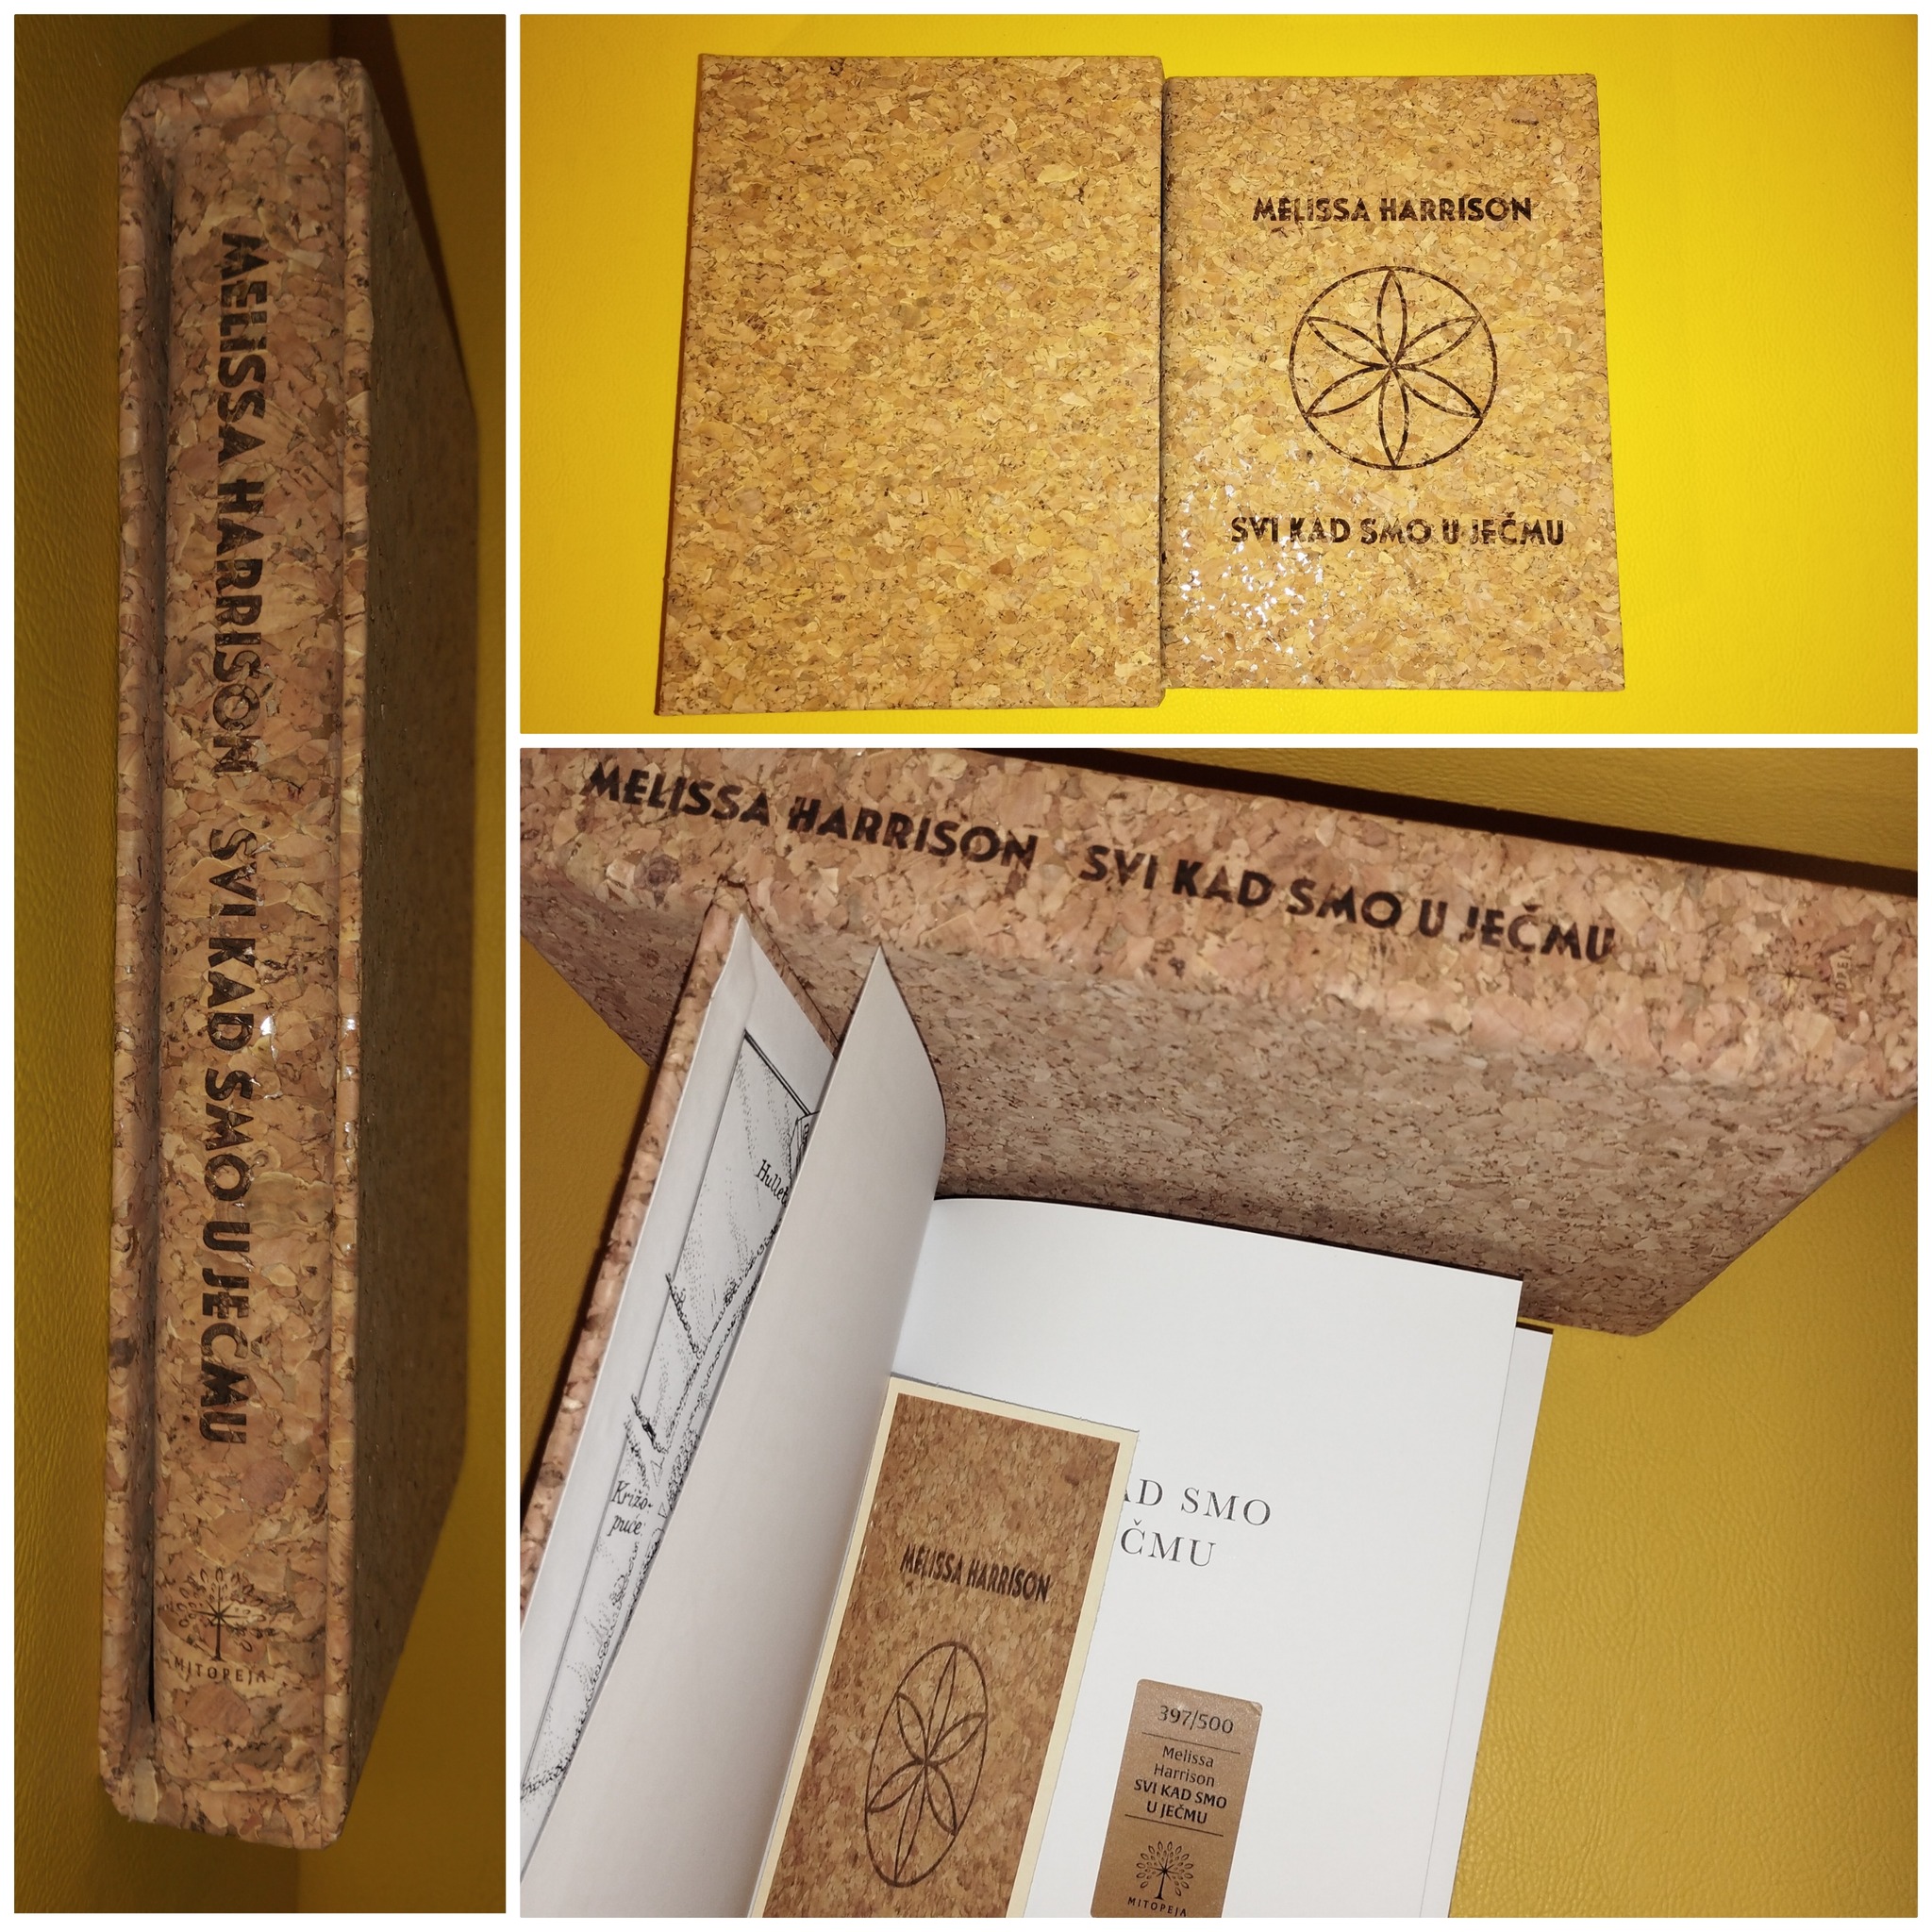 MELISSA HARRISON SVI KAD SMO U JEČMU
MITOPEJA
MELISSA HARRISON
SVI KAD SMO U JEČMU
MELISSA HARRISON SVI KAD SMO U JEČMU
MITOPEJA
Križo-
puće
MELISSA HARRISON
AD SMO
ČMU
397/500
Melissa
Harrison
SVI KAD SMO
U JEČMU
MITOPEJA